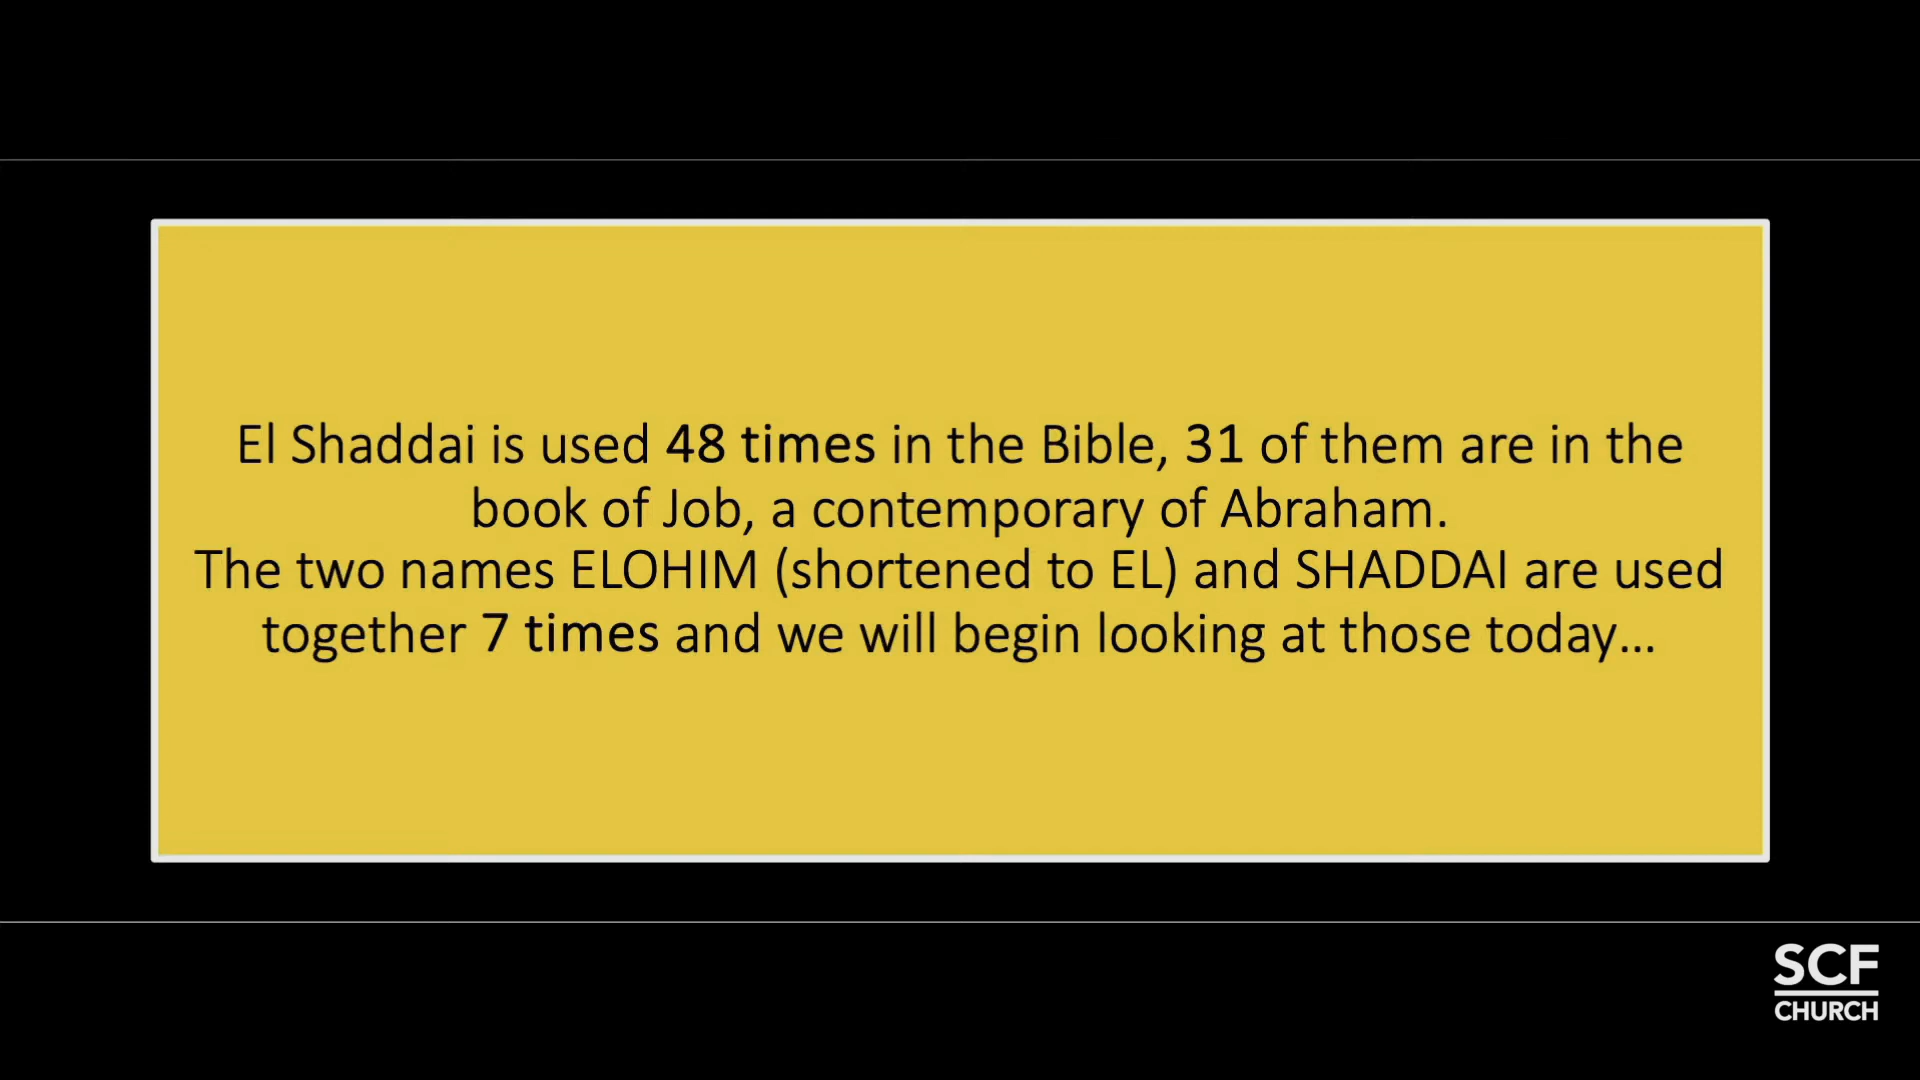 El Shaddai is used 48 times in the Bible, 31 of them are in the
book of Job, a contemporary of Abraham.
The two names ELOHIM (shortened to EL) and SHADDAI are used
together 7 times and we will begin looking at those today...
SCF
CHURCH